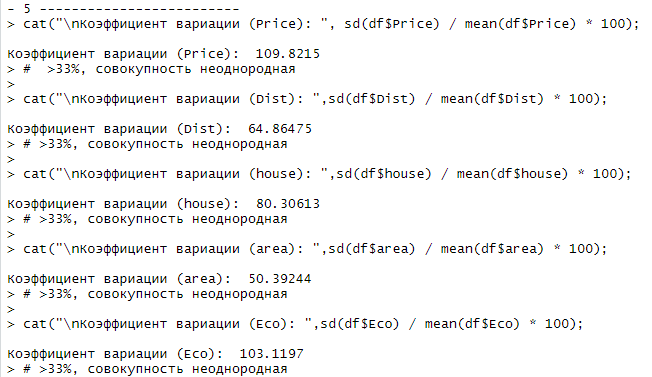 - 5 --------------------------
> cat("\nКоэффициент вариации (Price): ", sd(df$Price) / mean(df$Price) * 100);

Коэффициент вариации (Price):  109.8215
> #  >33%, совокупность неоднородная
>
> cat("\nКоэффициент вариации (Dist): ",sd(df$Dist) / mean(df$Dist) * 100);

Коэффициент вариации (Dist):  64.86475
> # >33%, совокупность неоднородная
>
> cat("\nКоэффициент вариации (house): ",sd(df$house) / mean(df$house) * 100);

Коэффициент вариации (house):  80.30613
> # >33%, совокупность неоднородная
>
> cat("\nКоэффициент вариации (area): ",sd(df$area) / mean(df$area) * 100);

Коэффициент вариации (area):  50.39244
> # >33%, совокупность неоднородная
>
> cat("\nКоэффициент вариации (Eco): ",sd(df$Eco) / mean(df$Eco) * 100);

Коэффициент вариации (Eco):  103.1197
> # >33%, совокупность неоднородная